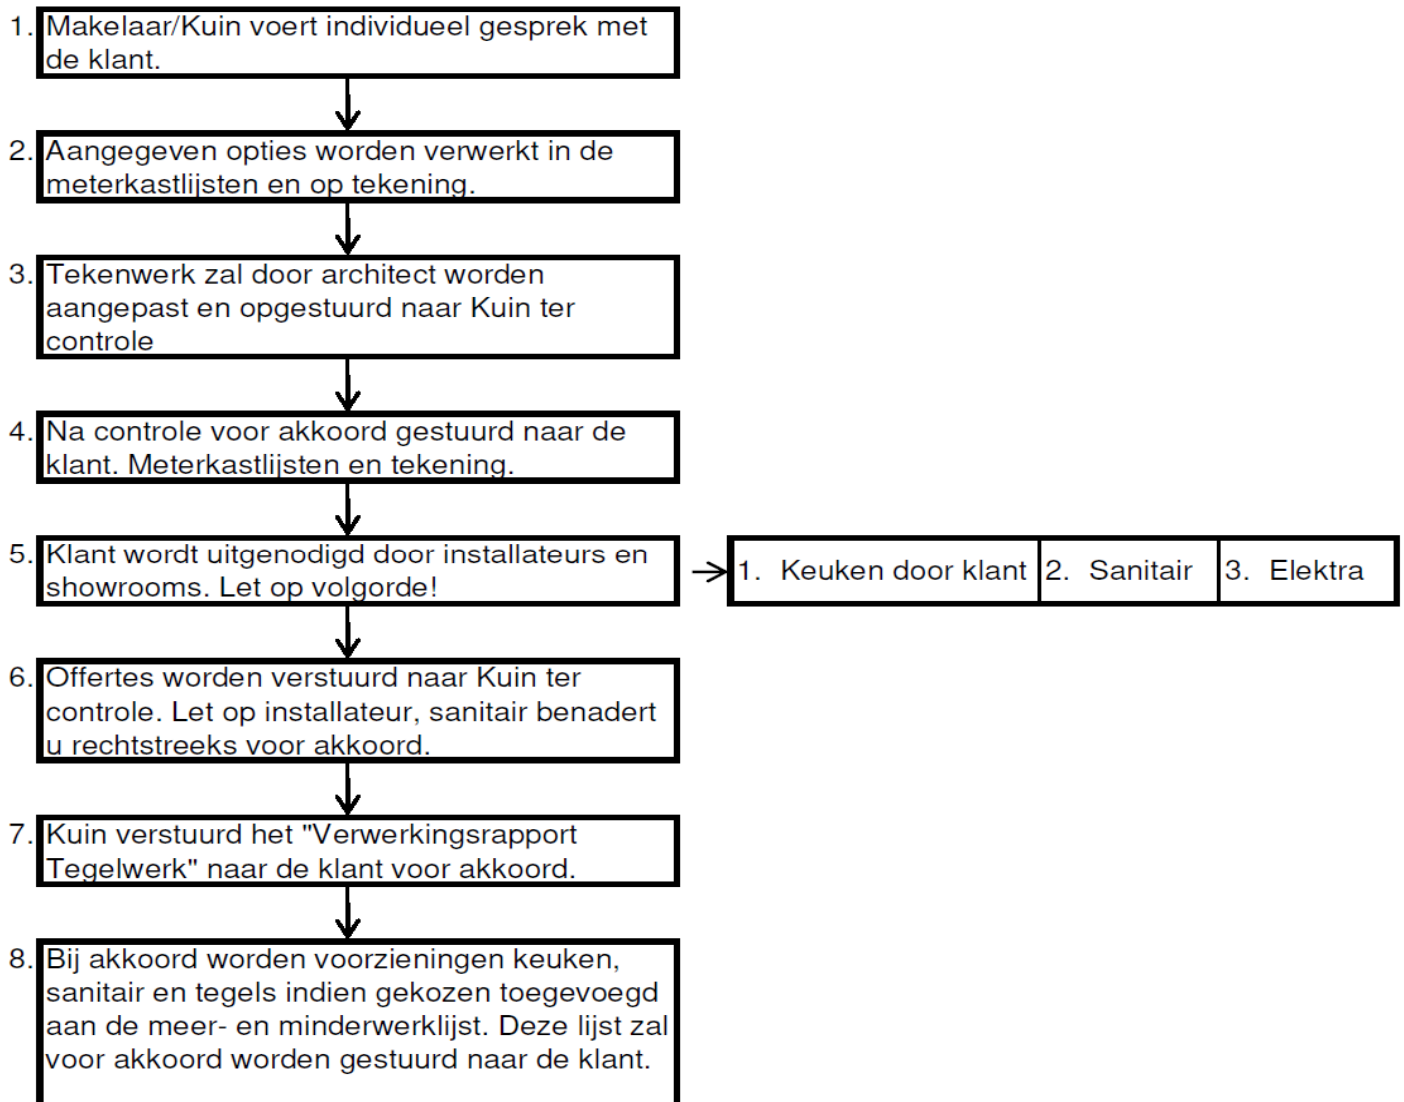 1. Makelaar/Kuin voert individueel gesprek met
de klant.
2. Aangegeven opties worden verwerkt in de
meterkastlijsten en op tekening.
3. Tekenwerk zal door architect worden
aangepast en opgestuurd naar Kuin ter
controle
4. Na controle voor akkoord gestuurd naar de
klant. Meterkastlijsten en tekening.
5. Klant wordt uitgenodigd door installateurs en
showrooms. Let op volgorde!
1. Keuken door klant 2. Sanitair 3. Elektra
6. Offertes worden verstuurd naar Kuin ter
controle. Let op installateur, sanitair benadert
u rechtstreeks voor akkoord.
7. Kuin verstuurd het "Verwerkingsrapport
Tegelwerk" naar de klant voor akkoord.
8. Bij akkoord worden voorzieningen keuken,
sanitair en tegels indien gekozen toegevoegd
aan de meer- en minderwerklijst. Deze lijst zal
voor akkoord worden gestuurd naar de klant.